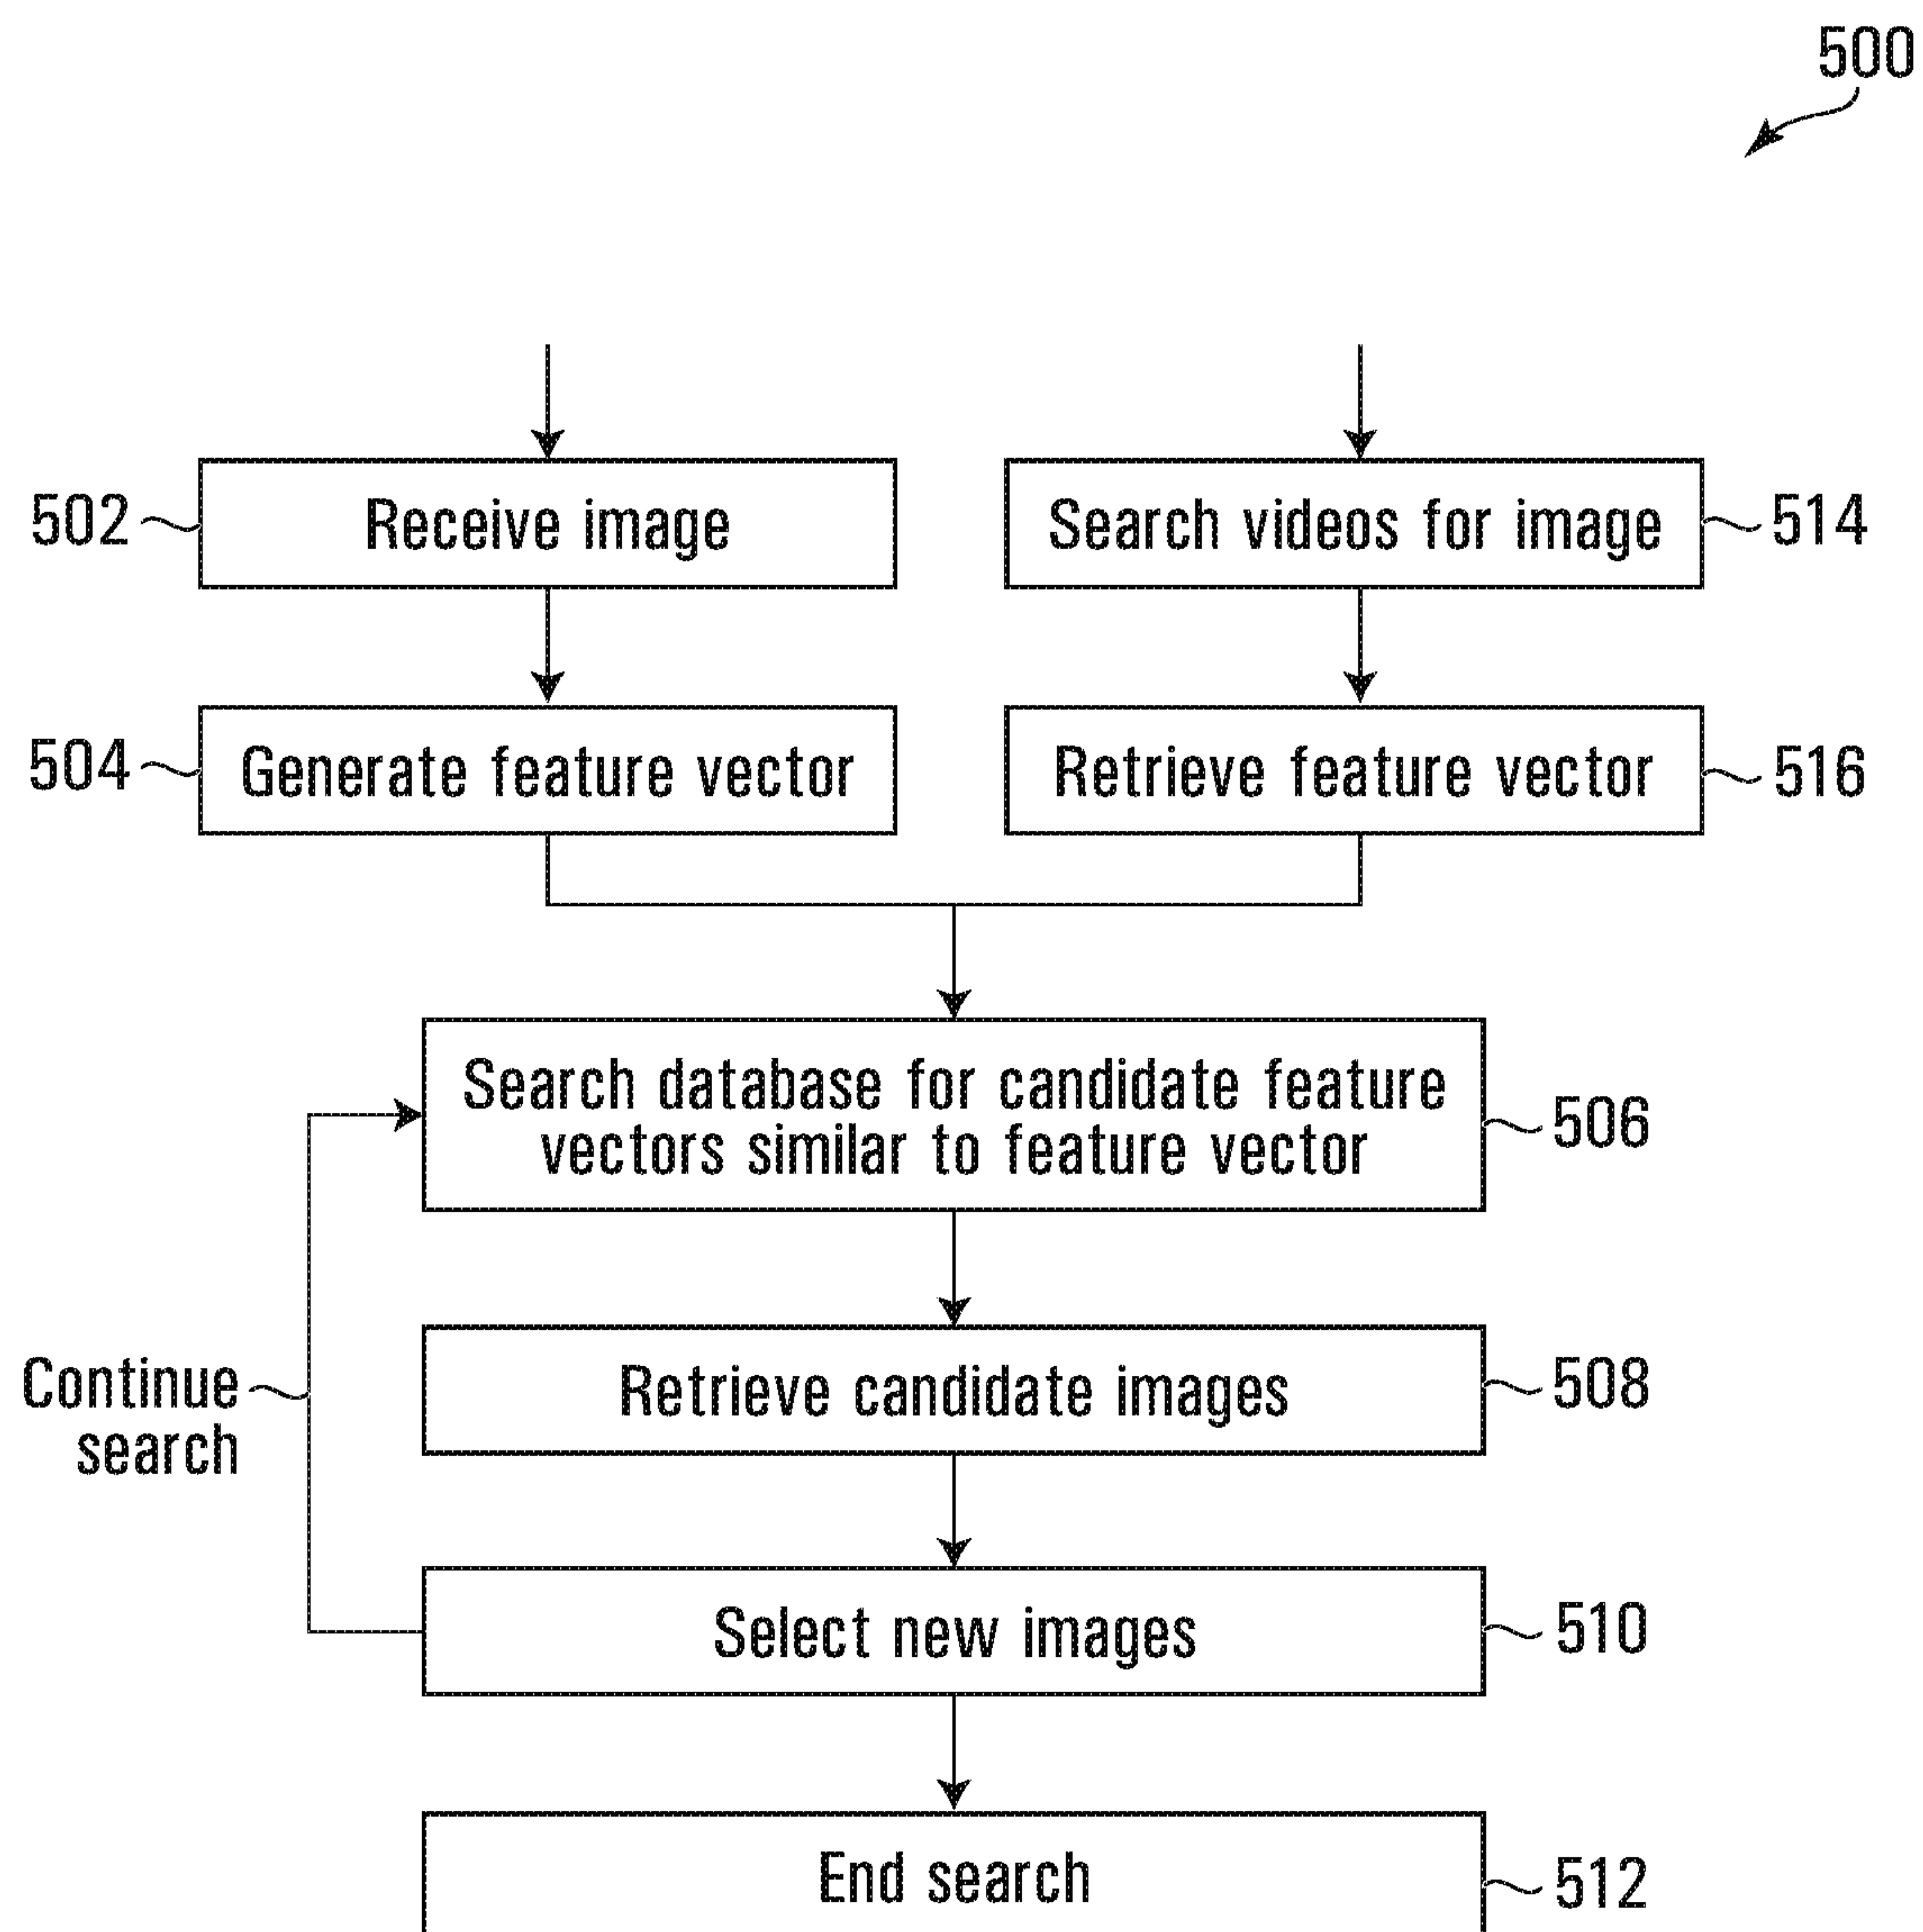 500
502
Receive image
Search videos for image
514
504
Generate feature vector
Retrieve feature vector
516
Search database for candidate feature
vectors similar to feature vector
506
Continue
search
Retrieve candidate images
508
Select new images
510
End search
512